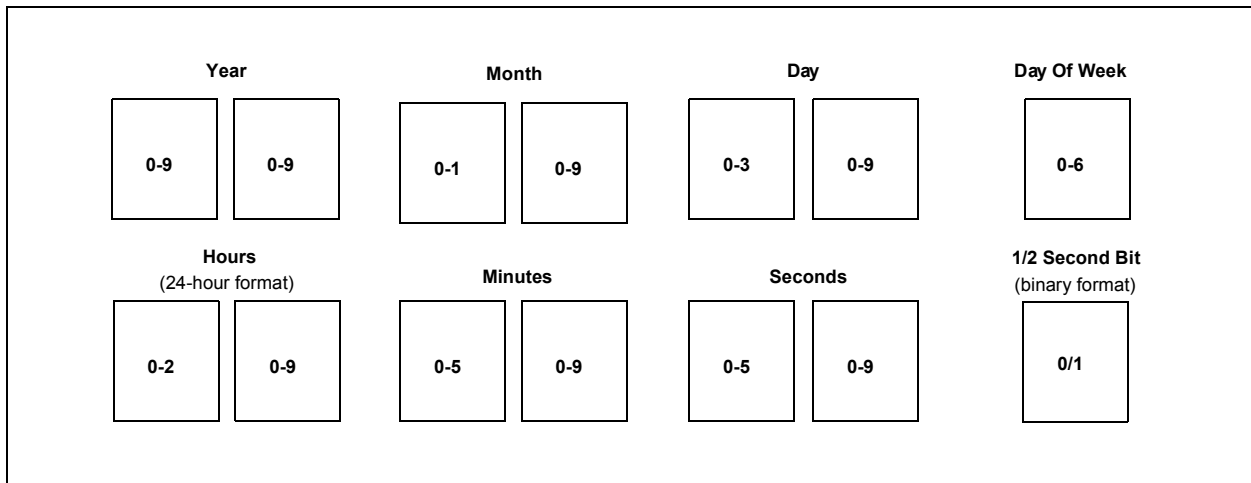 Year
Month
Day
Day Of Week
0-9
0-9
0-1
0-9
0-3
0-9
0-6
Hours
(24-hour format)
Minutes
Seconds
1/2 Second Bit
(binary format)
0-2
0-9
0-5
0-9
0-5
0-9
0/1